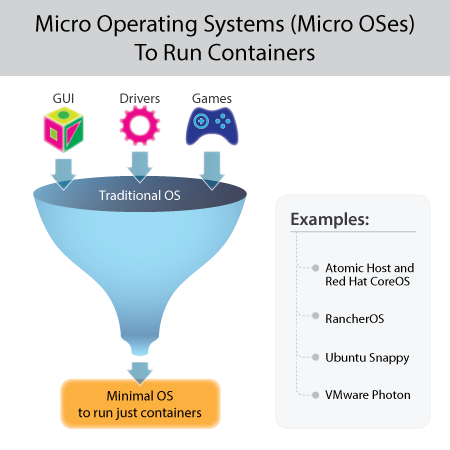 Micro Operating Systems (Micro OSes)
To Run Containers
GUI
Drivers
Games
Traditional OS
Minimal OS
to run just containers
Examples:
Atomic Host and
Red Hat CoreOS
RancherOS
Ubuntu Snappy
VMware Photon